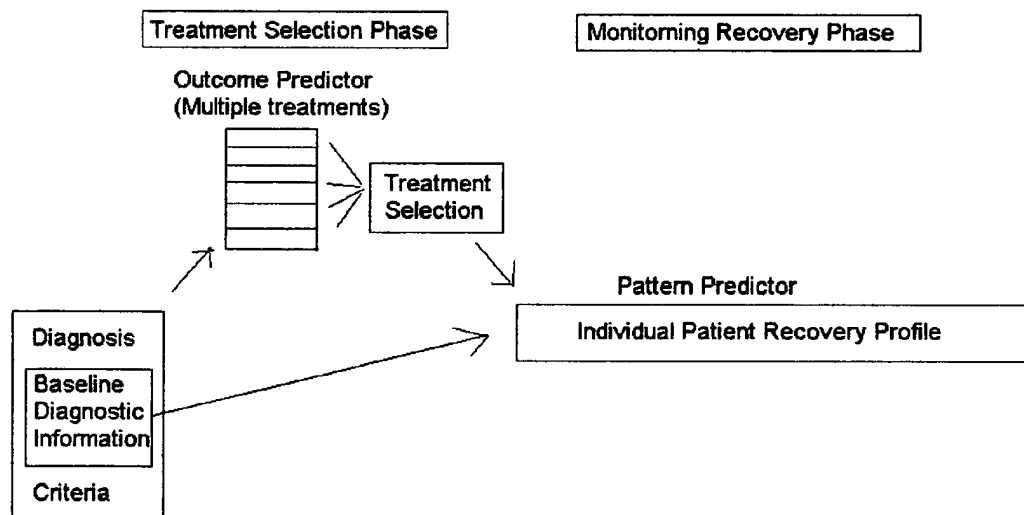 Treatment Selection Phase
Monitorning Recovery Phase
Outcome Predictor
(Multiple treatments)
Treatment
Selection
Pattern Predictor
Individual Patient Recovery Profile
Diagnosis
Baseline
Diagnostic
Information
Criteria